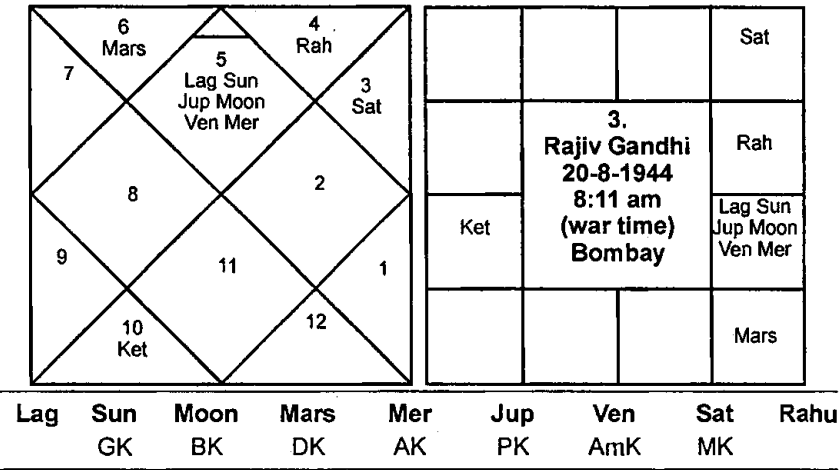 6
Mars
4
Rah
7
5
Lag Sun
Jup Moon
Ven Mer
3
Sat
8
2
9
11
1
10
Ket
12
Sat
3.
Rajiv Gandhi
20-8-1944
8:11 am
(war time)
Bombay
Rah
Ket
Lag Sun
Jup Moon
Ven Mer
Mars
Lag Sun Moon Mars Mer Jup Ven Sat Rahu
GK BK DK AK PK AmK MK